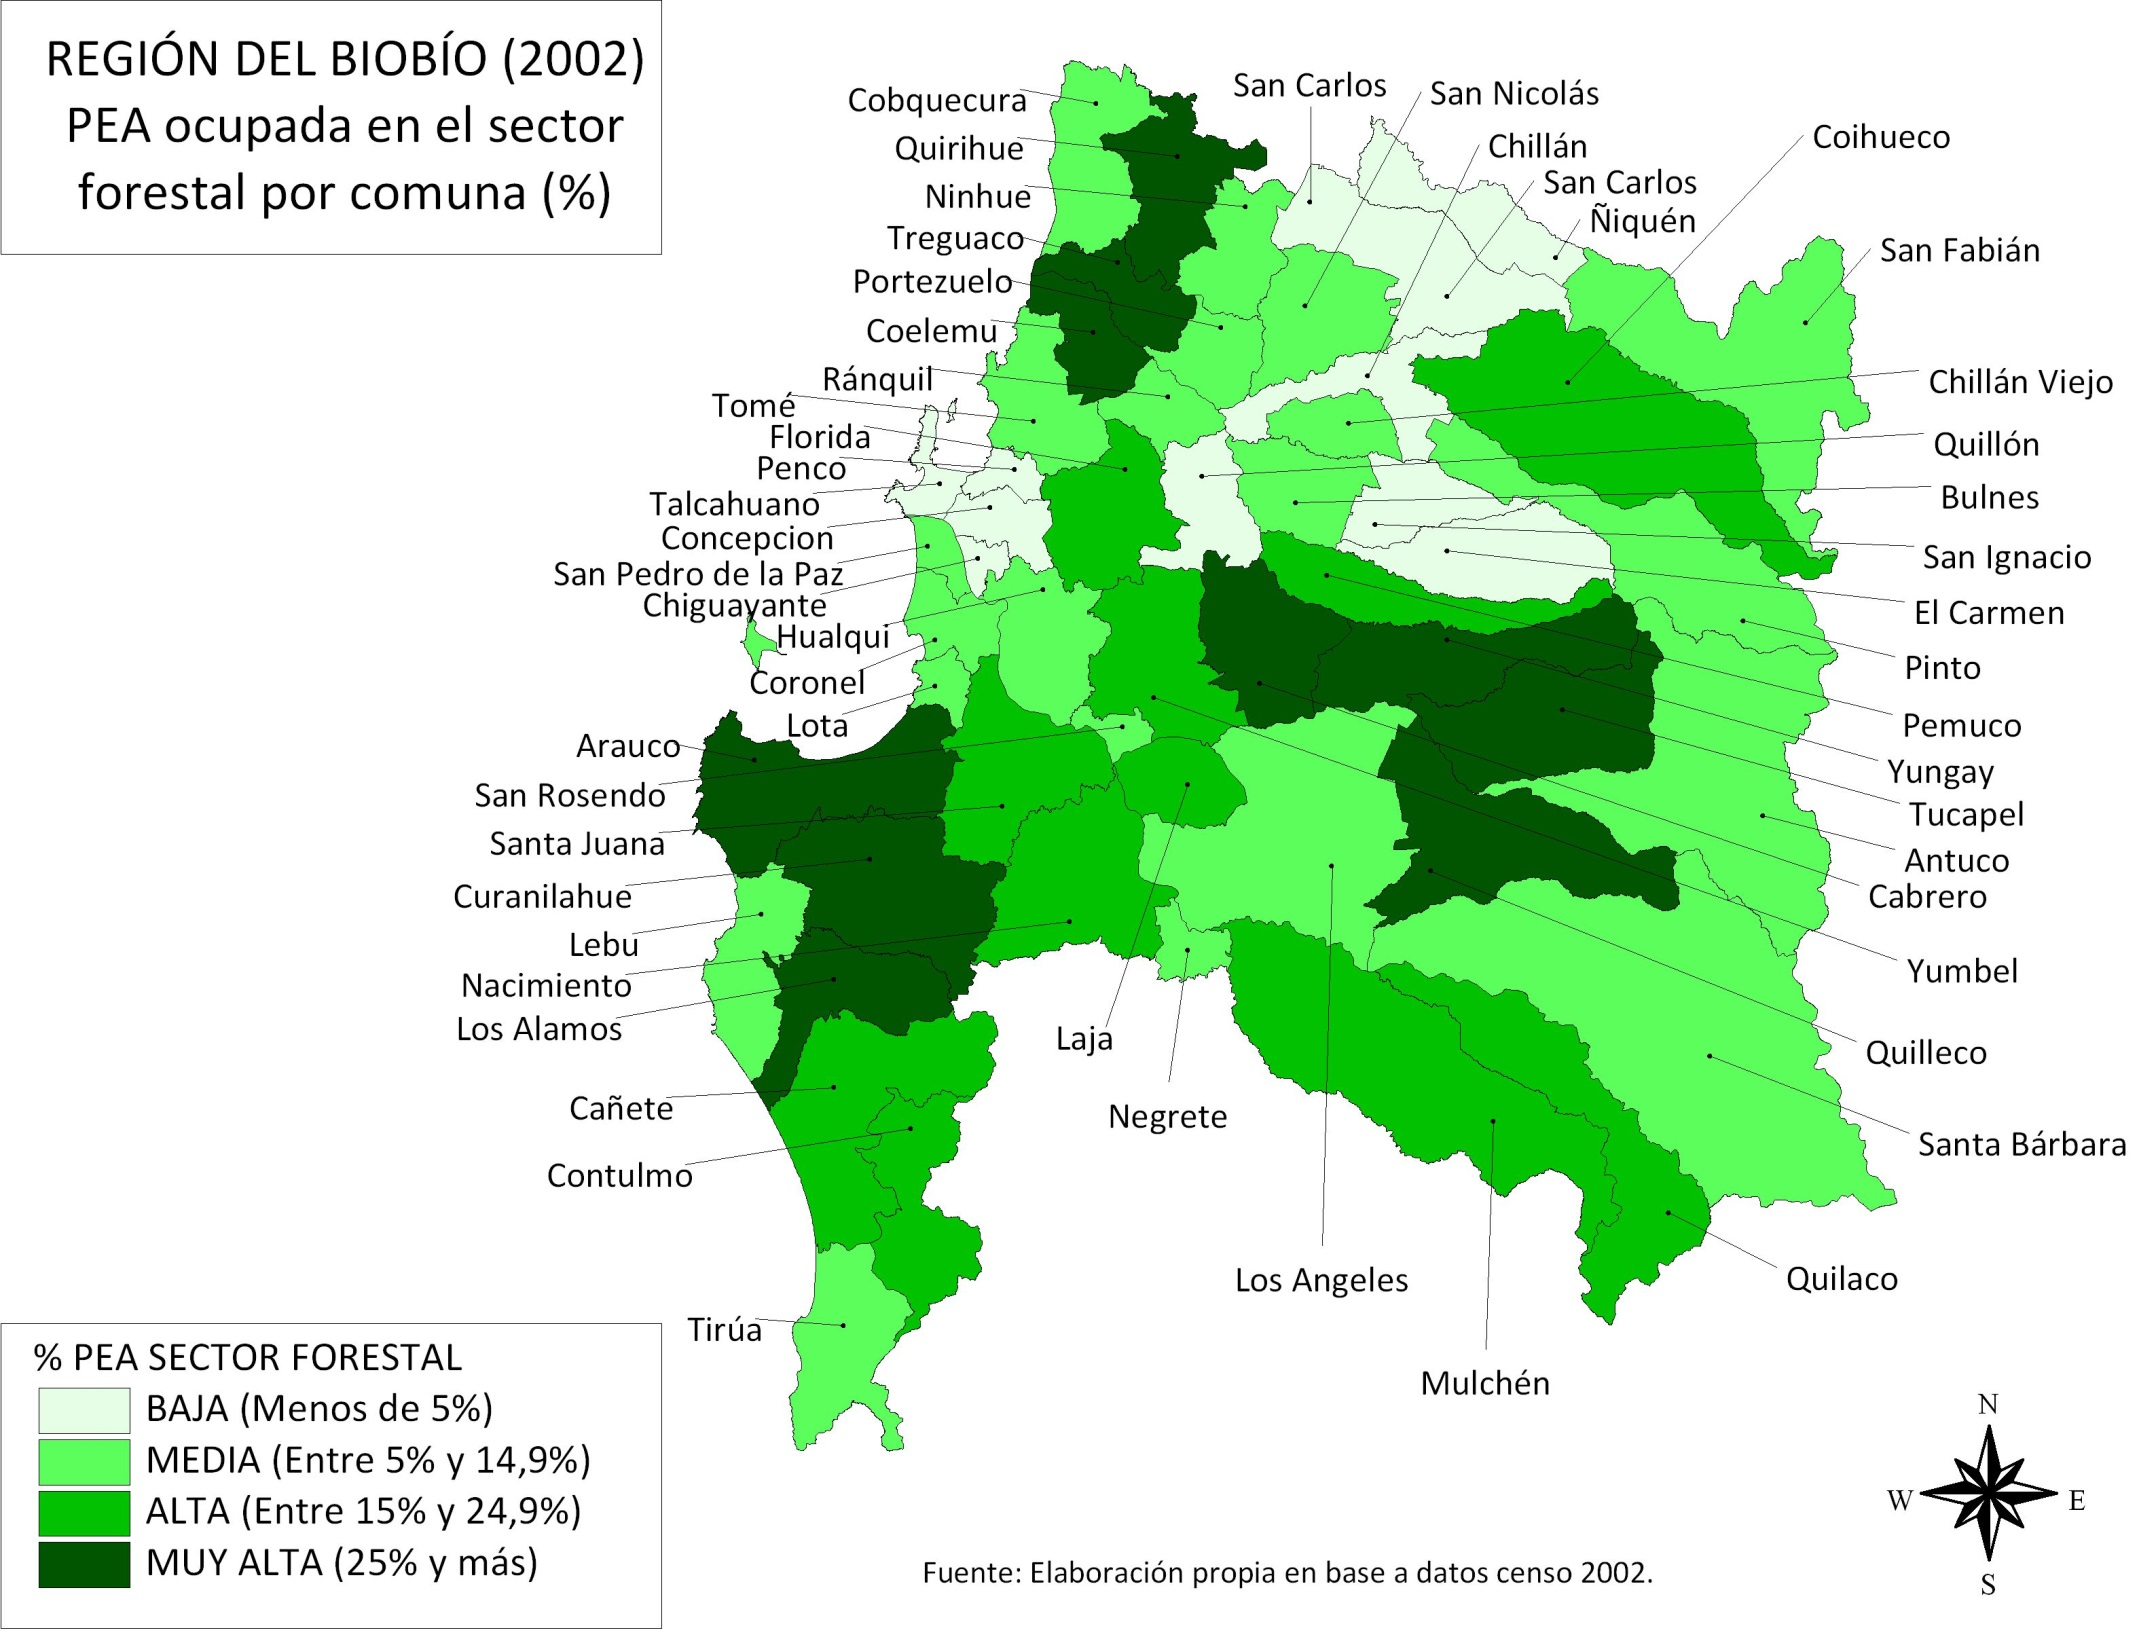 REGIÓN DEL BIOBÍO (2002)
PEA ocupada en el sector
forestal por comuna (%)
Cobquecura
Quirihue
Ninhue
Treguaco
Portezuelo
Coelemu
Ránquil
Tomé
Florida
Penco
Talcahuano
Concepcion
San Pedro de la Paz
Chiguayante
Hualqui
Coronel
Lota
Arauco
San Rosendo
Santa Juana
Curanilahue
Lebu
Nacimiento
Los Alamos
Cañete
Contulmo
Tirúa
San Carlos
San Nicolás
Chillán
San Carlos
Ñiquén
Coihueco
San Fabián
Chillán Viejo
Quillón
Bulnes
San Ignacio
El Carmen
Pinto
Pemuco
Yungay
Tucapel
Antuco
Cabrero
Yumbel
Quilleco
Santa Bárbara
Quilaco
Laja
Negrete
Los Angeles
Mulchén
% PEA SECTOR FORESTAL
BAJA (Menos de 5%)
MEDIA (Entre 5% y 14,9%)
ALTA (Entre 15% y 24,9%)
MUY ALTA (25% y más)
N
W
E
S
Fuente: Elaboración propia en base a datos censo 2002.